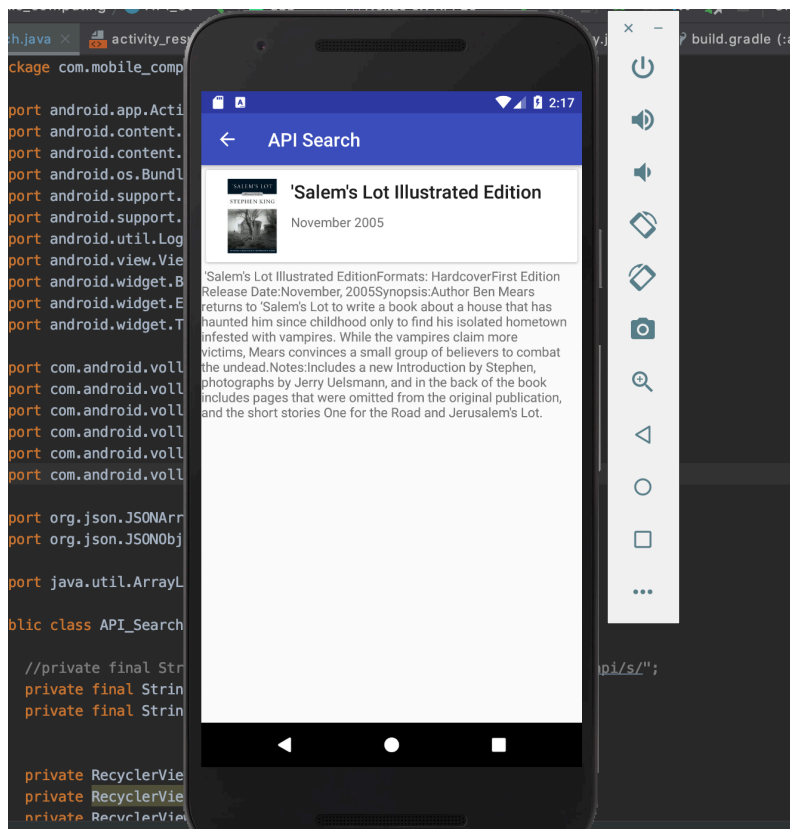 ch.java
activity_res
y.j
build.gradle (:a
ckage com.mobile_comp
port android.app.Acti
port android.content.
port android.content.
port android.os.Bundl
port android.support.
port android.support.
port android.util.Log
port android.view.Vie
port android.widget.B
port android.widget.E
port android.widget.T
port com.android.voll
port com.android.voll
port com.android.voll
port com.android.voll
port com.android.voll
port com.android.voll
port org.json.JSONArr
port org.json.JSONObj
port java.util.ArrayL
blic class API_Search
//private final Str
api/s/";
private final Strin
private final Strin
private RecyclerVie
private RecyclerVie
private RecyclerView
2:17
API Search
'SALEM'S LOT
STEPHEN KING
'Salem's Lot Illustrated Edition
November 2005
'Salem's Lot Illustrated EditionFormats: HardcoverFirst Edition
Release Date:November, 2005Synopsis:Author Ben Mears
returns to ‘Salem's Lot to write a book about a house that has
haunted him since childhood only to find his isolated hometown
infested with vampires. While the vampires claim more
victims, Mears convinces a small group of believers to combat
the undead.Notes:Includes a new Introduction by Stephen,
photographs by Jerry Uelsmann, and in the back of the book
includes pages that were omitted from the original publication,
and the short stories One for the Road and Jerusalem's Lot.